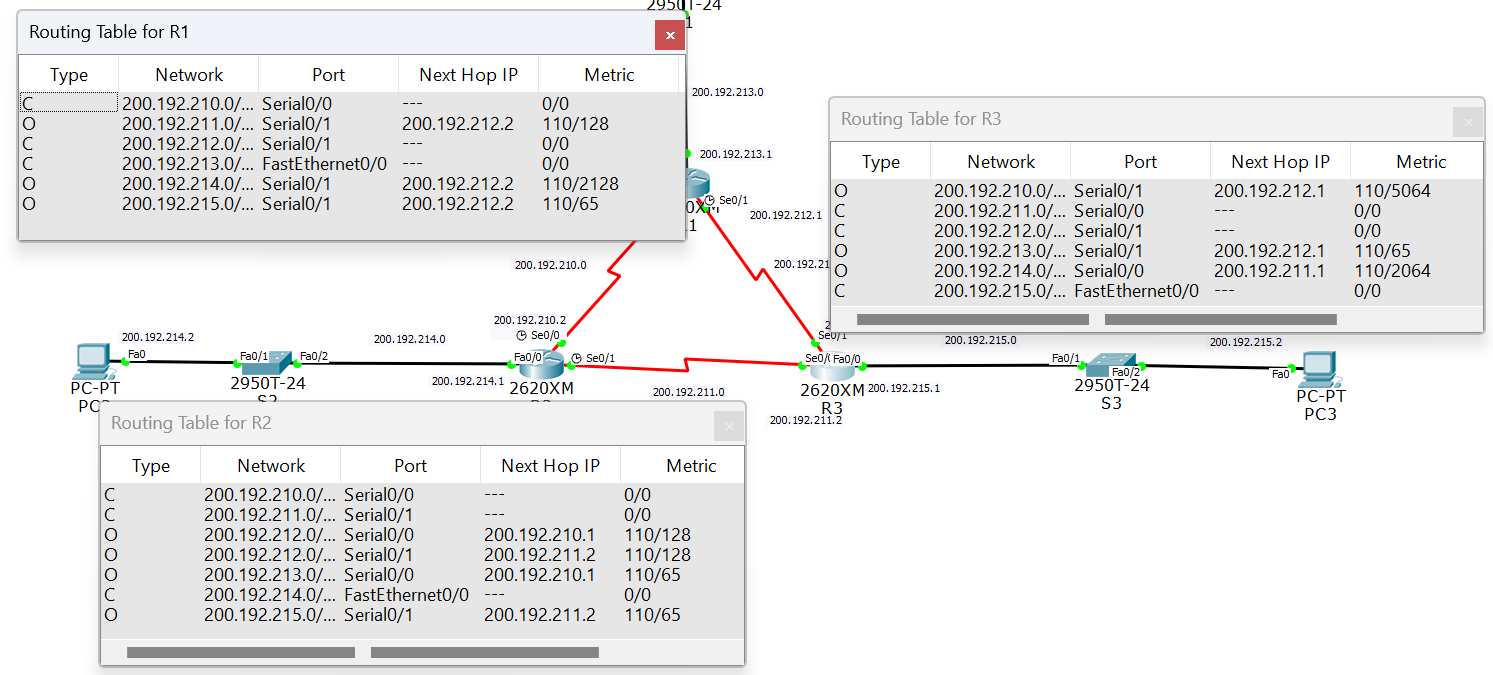 2950T-24
1
Routing Table for R1
Type Network Port Next Hop IP Metric
C 200.192.210.0/... Serial0/0 --- 0/0
O 200.192.211.0/... Serial0/1 200.192.212.2 110/128
C 200.192.212.0/... Serial0/1 --- 0/0
C 200.192.213.0/... FastEthernet0/0 --- 0/0
O 200.192.214.0/... Serial0/1 200.192.212.2 110/2128
O 200.192.215.0/... Serial0/1 200.192.212.2 110/65
200.192.213.0
200.192.213.1
Se0/1
200.192.212.1
200.192.210.0
Routing Table for R3
Type Network Port Next Hop IP Metric
O 200.192.210.0/... Serial0/1 200.192.212.1 110/5064
C 200.192.211.0/... Serial0/0 --- 0/0
C 200.192.212.0/... Serial0/1 --- 0/0
O 200.192.213.0/... Serial0/1 200.192.212.1 110/65
O 200.192.214.0/... Serial0/0 200.192.211.1 110/2064
C 200.192.215.0/... FastEthernet0/0 --- 0/0
200.192.214.2
Fa0
PC-PT
200.192.214.0
Fa0/1 Fa0/2
2950T-24
200.192.210.2
Se0/0
Fa0/0 Se0/1
200.192.214.1
2620XM
200.192.211.0
Se0/1
Fa0/0
2620XM
R3
200.192.215.1
200.192.211.2
200.192.215.0
Fa0/1
Fa0/2
2950T-24
S3
200.192.215.2
Fa0
PC-PT
PC3
Routing Table for R2
Type Network Port Next Hop IP Metric
C 200.192.210.0/... Serial0/0 --- 0/0
C 200.192.211.0/... Serial0/1 --- 0/0
O 200.192.212.0/... Serial0/0 200.192.210.1 110/128
O 200.192.212.0/... Serial0/1 200.192.211.2 110/128
O 200.192.213.0/... Serial0/0 200.192.210.1 110/65
C 200.192.214.0/... FastEthernet0/0 --- 0/0
O 200.192.215.0/... Serial0/1 200.192.211.2 110/65